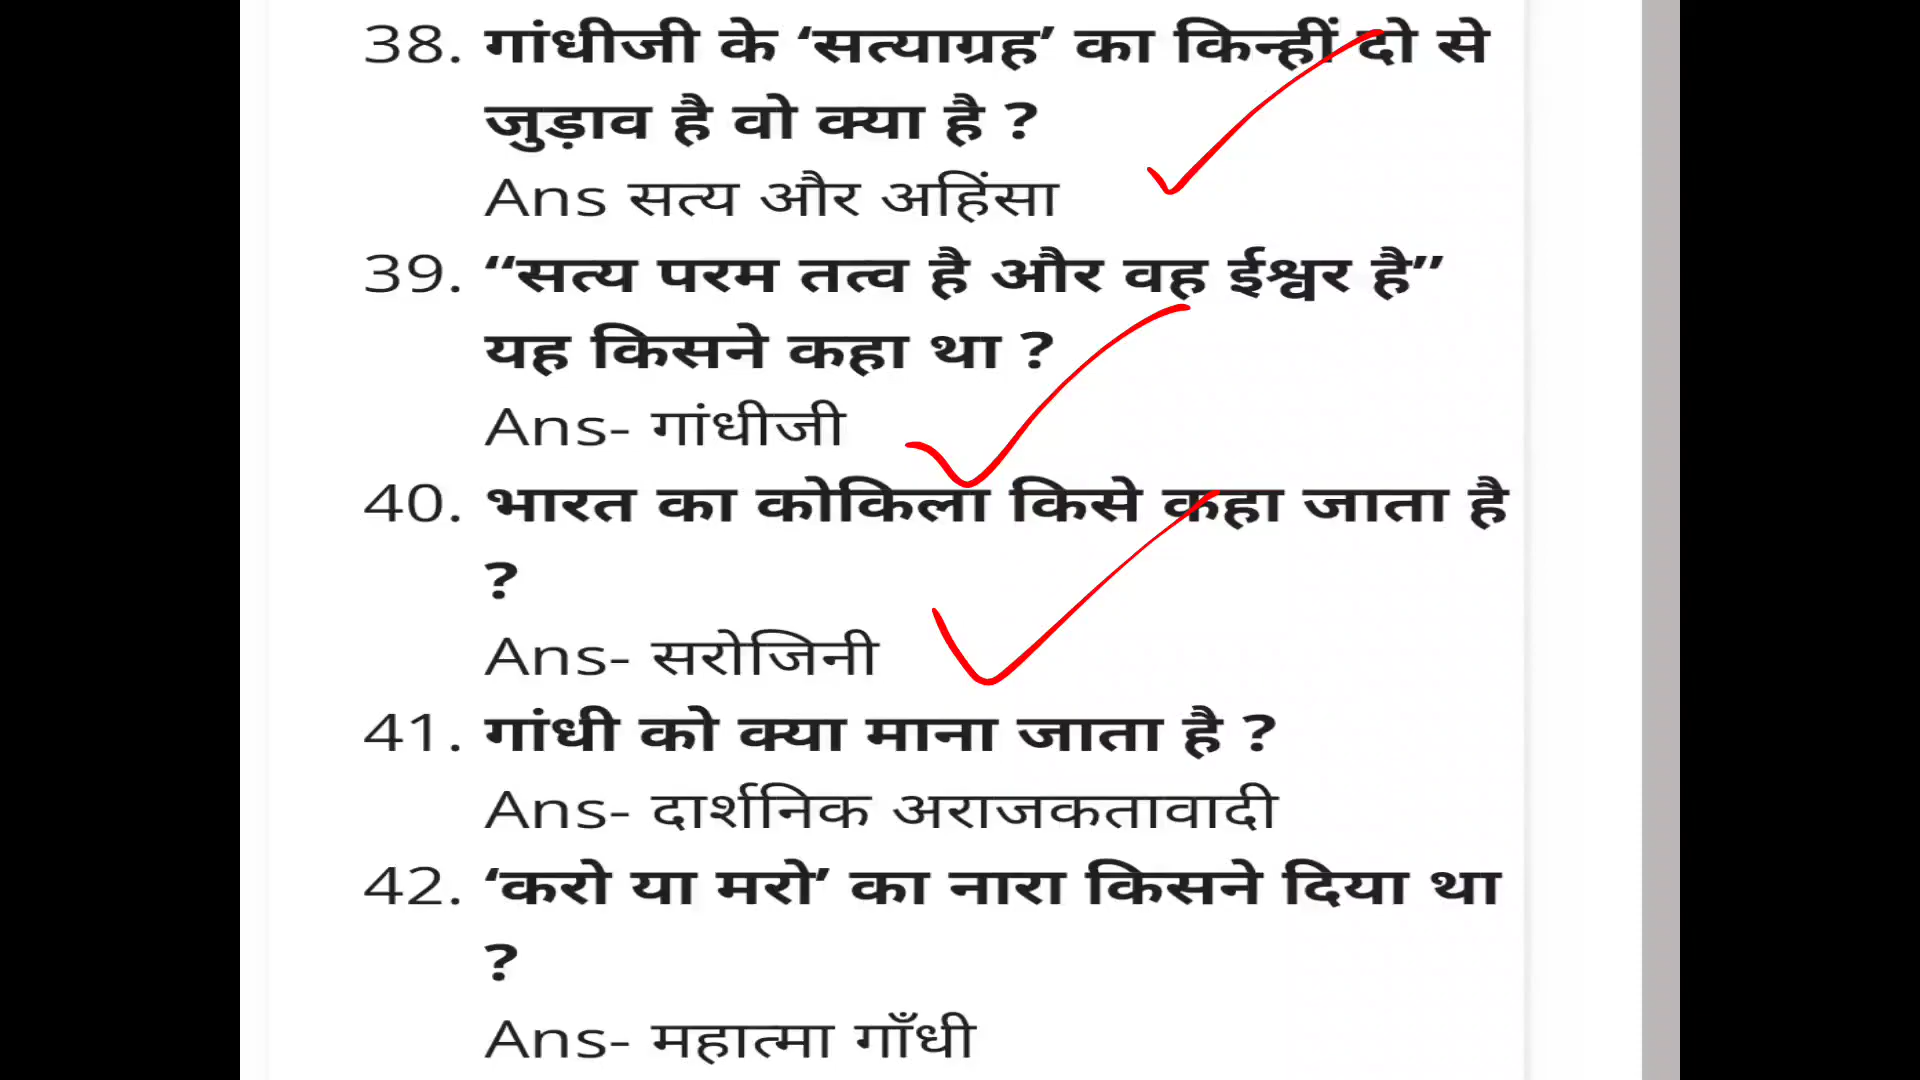 38. गांधीजी के ‘सत्याग्रह’ का किन्हीं दो से
जुड़ाव है वो क्या है ?
Ans सत्य और अहिंसा
39. “सत्य परम तत्व है और वह ईश्वर है”
यह किसने कहा था ?
Ans- गांधीजी
40. भारत का कोकिला किसे कहा जाता है
?
Ans- सरोजिनी
41. गांधी को क्या माना जाता है ?
Ans- दार्शनिक अराजकतावादी
42. ‘करो या मरो’ का नारा किसने दिया था
?
Ans- महात्मा गाँधी